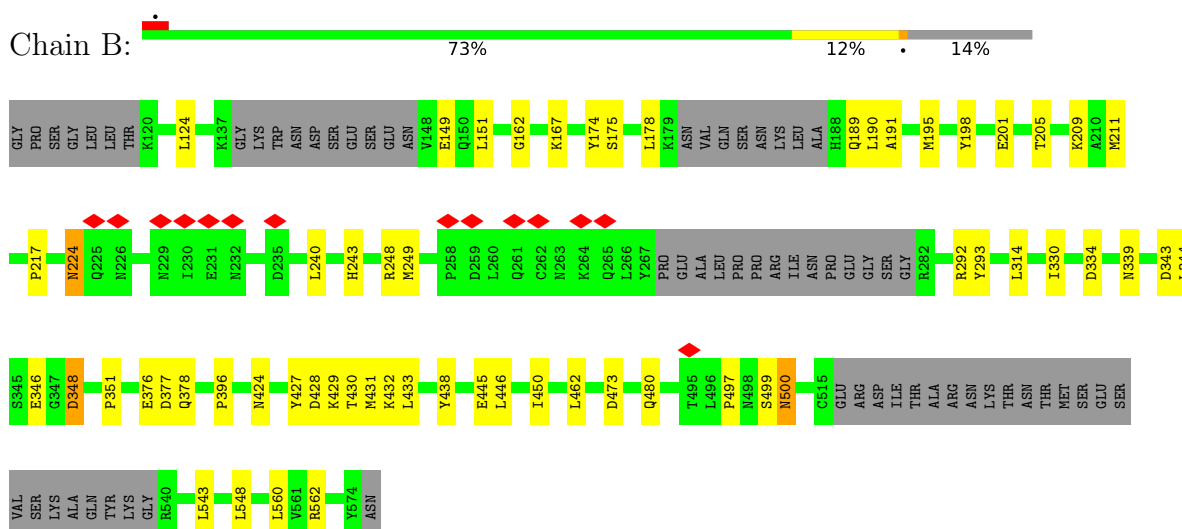 Chain B:
73% 12% • 14%
GLY PRO SER GLY LEU LEU THR K120 L124 K137 GLY LYS TRP ASN ASP SER GLU SER GLU ASN V148 E149 Q150 L151 G162 K167 Y174 S175 L178 K179 ASN VAL GLN SER ASN LYS LEU ALA H188 Q189 L190 A191 M195 Y198 E201 T205 K209 A210 M211
P217 N224 Q225 N226 N229 I230 E231 N232 D235 L240 H243 R248 M249 P258 D259 L260 Q261 C262 N263 K264 Q265 L266 Y267 PRO GLU ALA LEU PRO PRO ARG ILE ASN PRO GLU GLY SER GLY R282 R292 Y293 L314 I330 D334 N339 D343
S345 E346 G347 D348 P351 E376 D377 Q378 P396 N424 Y427 D428 K429 T430 M431 K432 L433 Y438 E445 L446 I450 L462 D473 Q480 T495 L496 P497 N498 S499 N500 C515 GLU ARG ASP ILE THR ALA ARG ASN LYS THR ASN THR MET SER GLU SER
VAL SER LYS ALA GLN TYR LYS GLY R540 L543 L548 L560 V561 R562 Y574 ASN